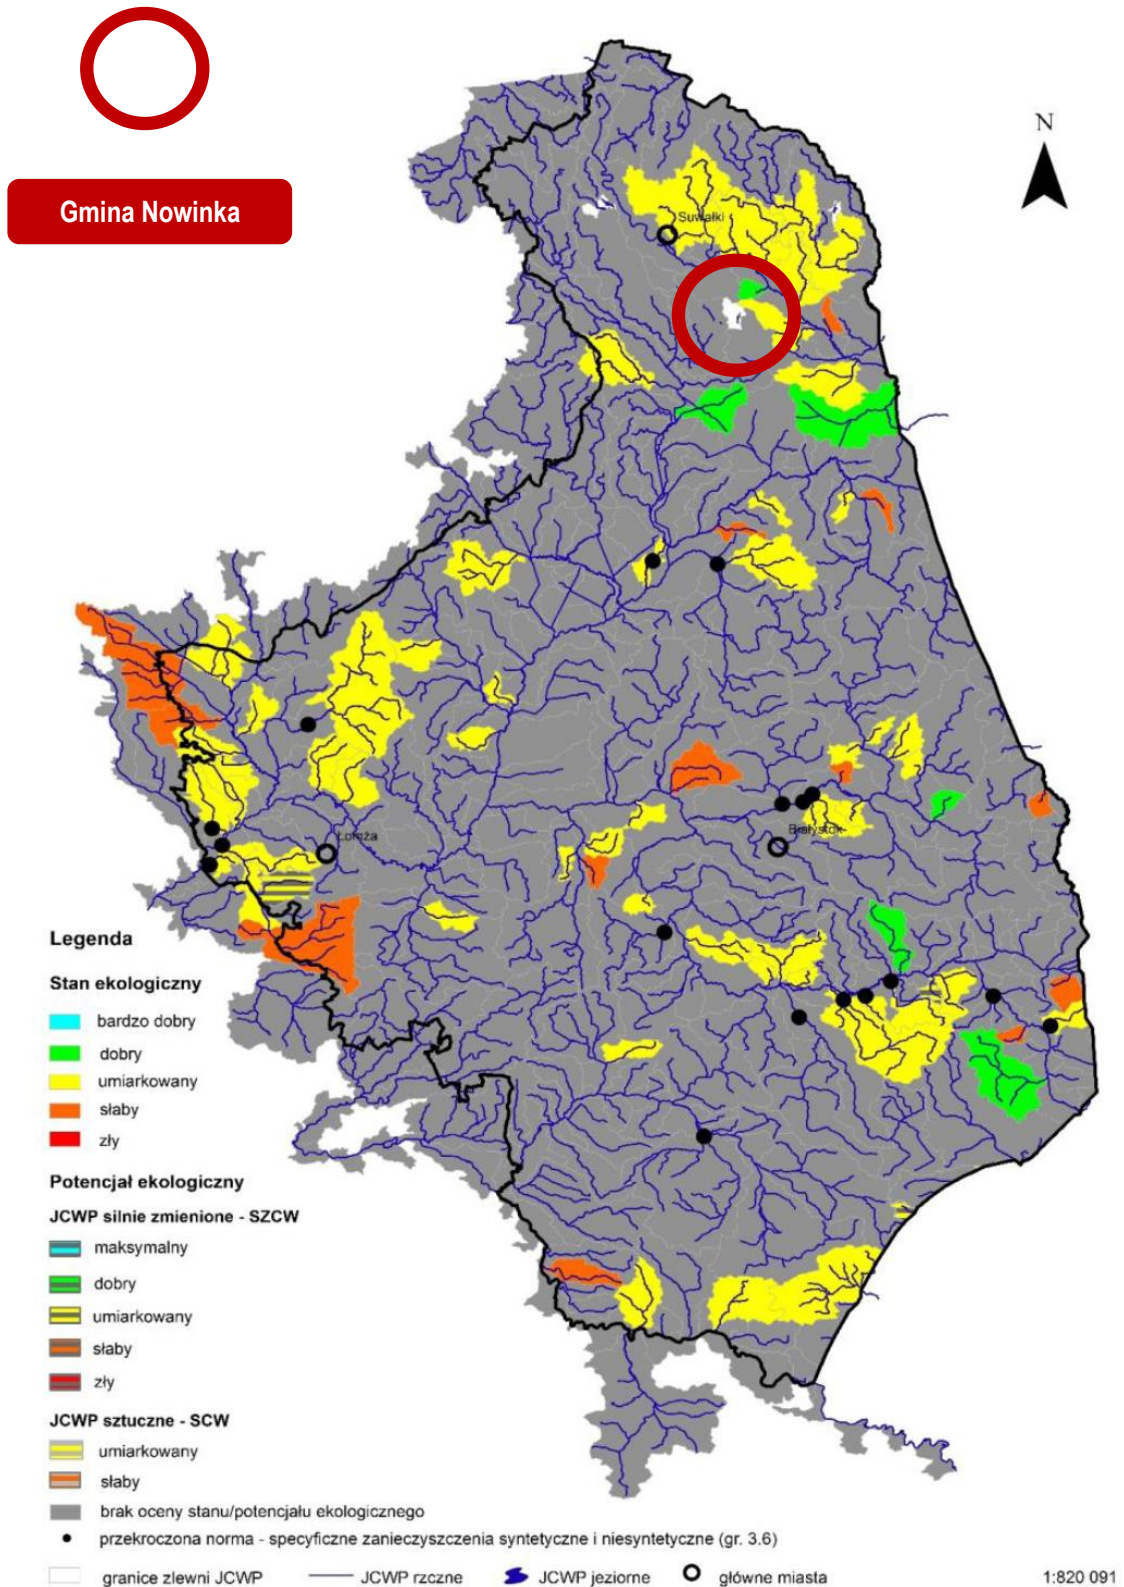 Gmina Nowinka
N
Suwałki
Łomża
Białystok
Legenda
Stan ekologiczny
bardzo dobry
dobry
umiarkowany
słaby
zły
Potencjał ekologiczny
JCWP silnie zmienione - SZCW
maksymalny
dobry
umiarkowany
słaby
zły
JCWP sztuczne - SCW
umiarkowany
słaby
brak oceny stanu/potencjału ekologicznego
przekroczona norma - specyficzne zanieczyszczenia syntetyczne i niesyntetyczne (gr. 3.6)
granice zlewni JCWP JCWP rzczne JCWP jeziorne główne miasta 1:820 091